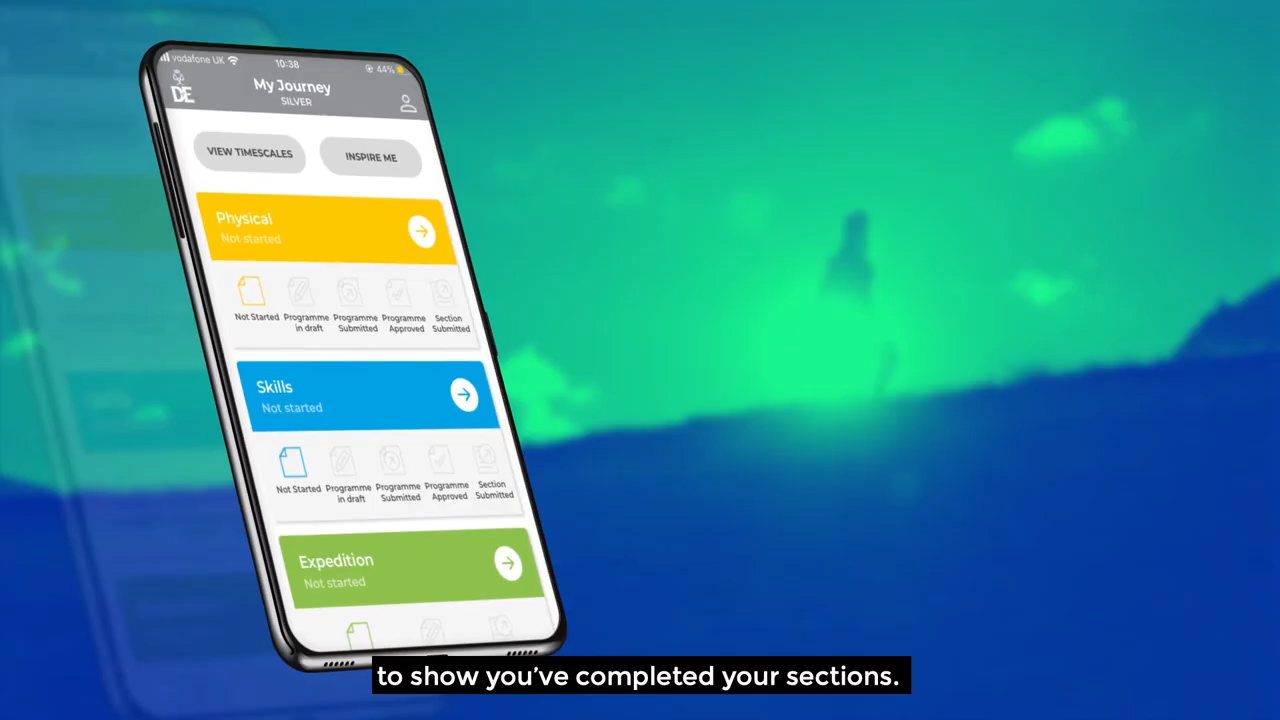 vodafone UK
10:38
44%
DE
My Journey
SILVER
VIEW TIMESCALES
INSPIRE ME
Physical
Not started
Not Started
Programme
in draft
Programme
Submitted
Programme
Approved
Section
Submitted
Skills
Not started
Not Started
Programme
in draft
Programme
Submitted
Programme
Approved
Section
Submitted
Expedition
Not started
to show you’ve completed your sections.